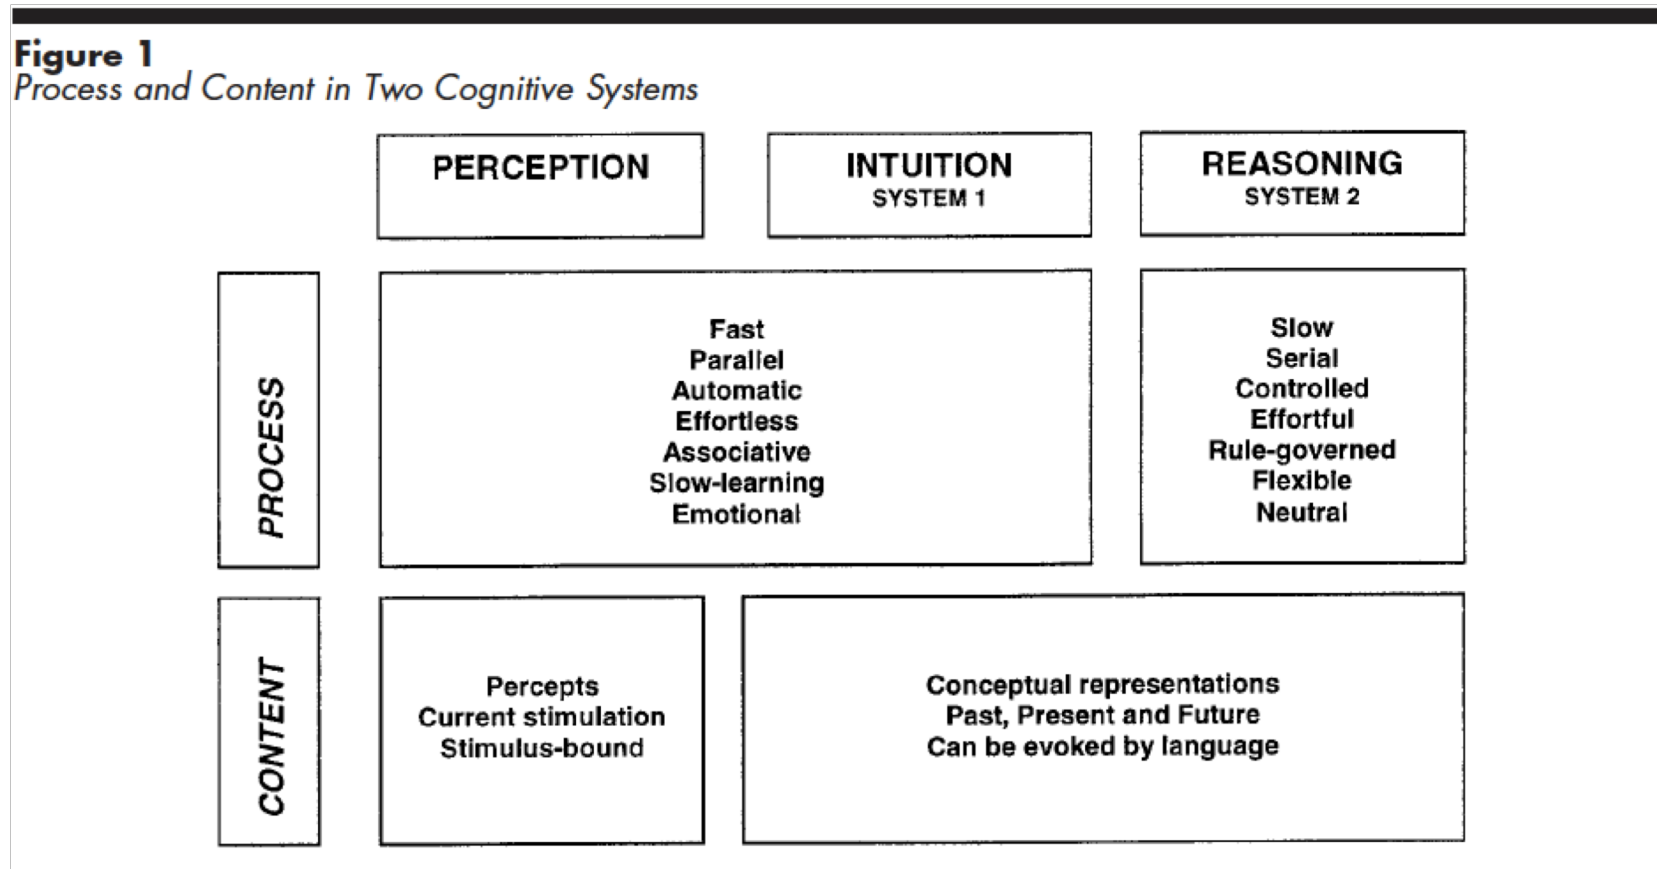 Figure 1
Process and Content in Two Cognitive Systems
PERCEPTION
INTUITION
SYSTEM 1
REASONING
SYSTEM 2
PROCESS
Fast
Parallel
Automatic
Effortless
Associative
Slow-learning
Emotional
Slow
Serial
Controlled
Effortful
Rule-governed
Flexible
Neutral
CONTENT
Percepts
Current stimulation
Stimulus-bound
Conceptual representations
Past, Present and Future
Can be evoked by language